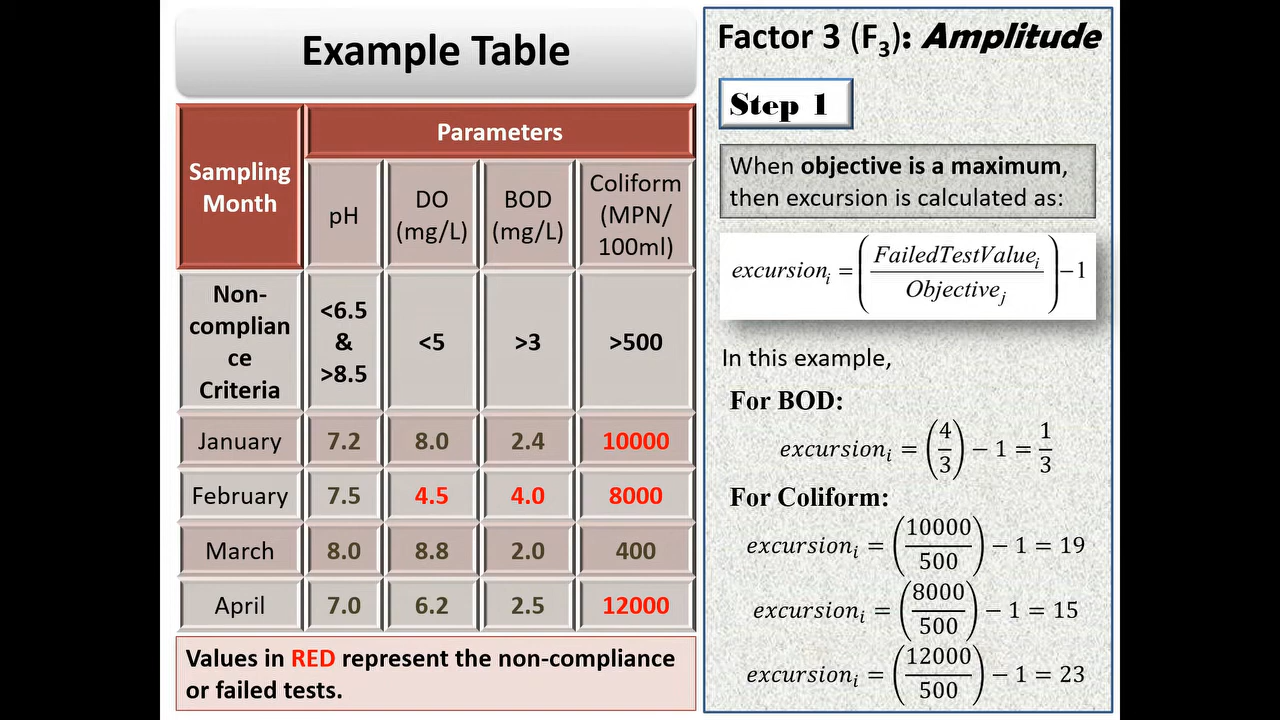 Example Table
Sampling
Month
Parameters
pH
DO
(mg/L)
BOD
(mg/L)
Coliform
(MPN/
100ml)
Non-
complian
ce
Criteria
<6.5
&
>8.5
<5
>3
>500
January 7.2 8.0 2.4 10000
February 7.5 4.5 4.0 8000
March 8.0 8.8 2.0 400
April 7.0 6.2 2.5 12000
Values in RED represent the non-compliance
or failed tests.
Factor 3 (F₃): Amplitude
Step 1
When objective is a maximum,
then excursion is calculated as:
excursionᵢ = (FailedTestValueᵢ / Objectiveⱼ) −1
In this example,
For BOD:
excursionᵢ = (4/3) − 1 = 1/3
For Coliform:
excursionᵢ = (10000/500) − 1 = 19
excursionᵢ = (8000/500) − 1 = 15
excursionᵢ = (12000/500) − 1 = 23